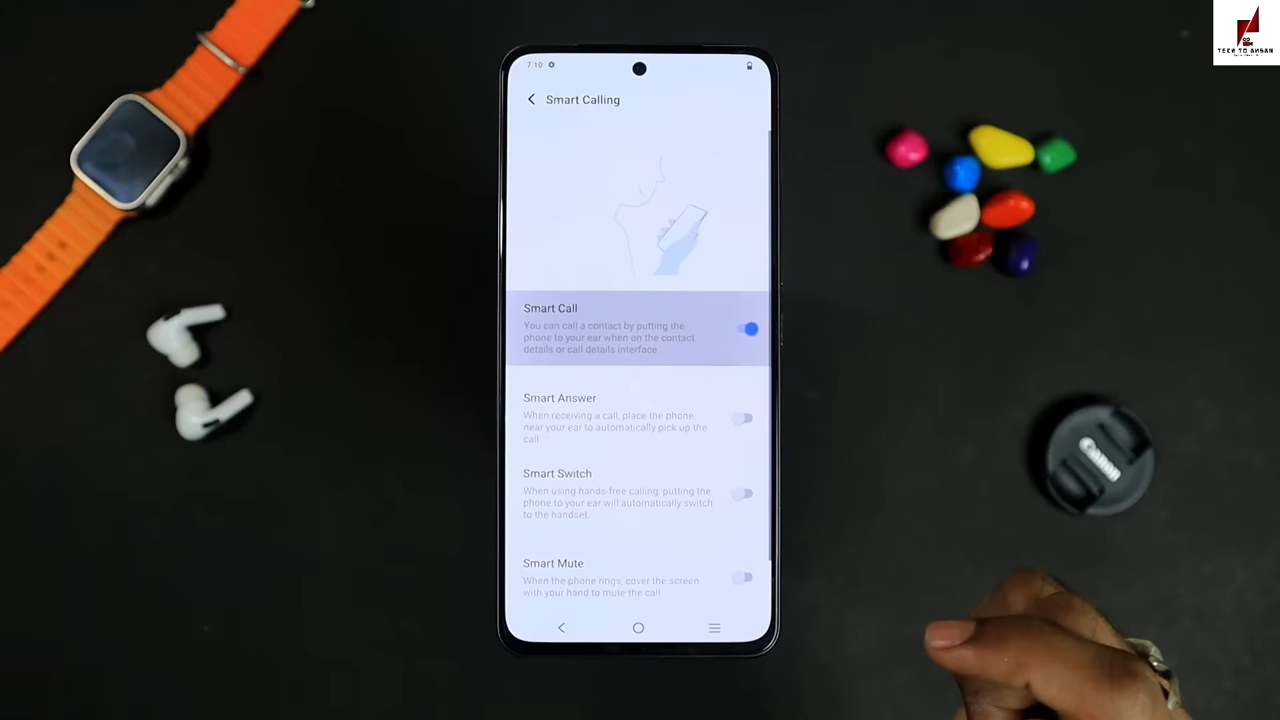 TECH TO AHSAN
7:10
Smart Calling
Smart Call
You can call a contact by putting the
phone to your ear when on the contact
details or call details interface.
Smart Answer
When receiving a call, place the phone
near your ear to automatically pick up the
call.
Smart Switch
When using hands-free calling, putting the
phone to your ear will automatically switch
to the handset.
Smart Mute
When the phone rings, cover the screen
with your hand to mute the call.
Canon